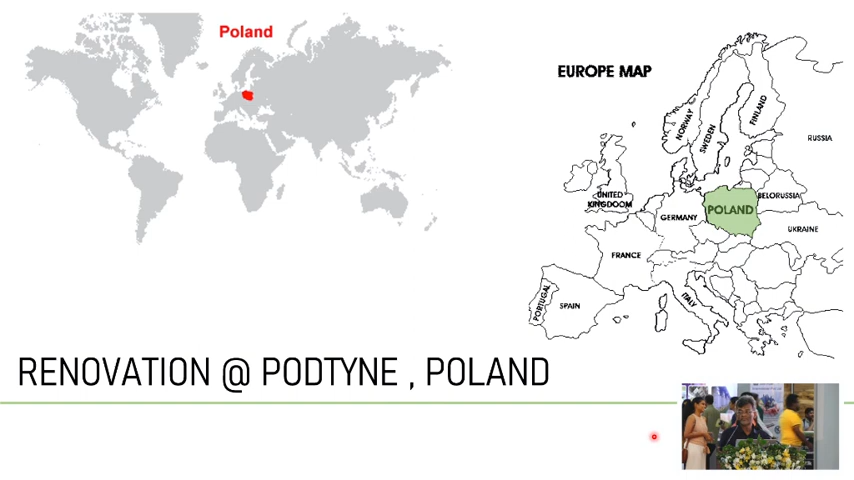 Poland
EUROPE MAP
NORWAY
SWEDEN
FINLAND
RUSSIA
UNITED
KINGDOOM
BELORUSSIA
POLAND
GERMANY
UKRAINE
FRANCE
PORTUGAL
SPAIN
ITALY
RENOVATION @ PODTYNE , POLAND